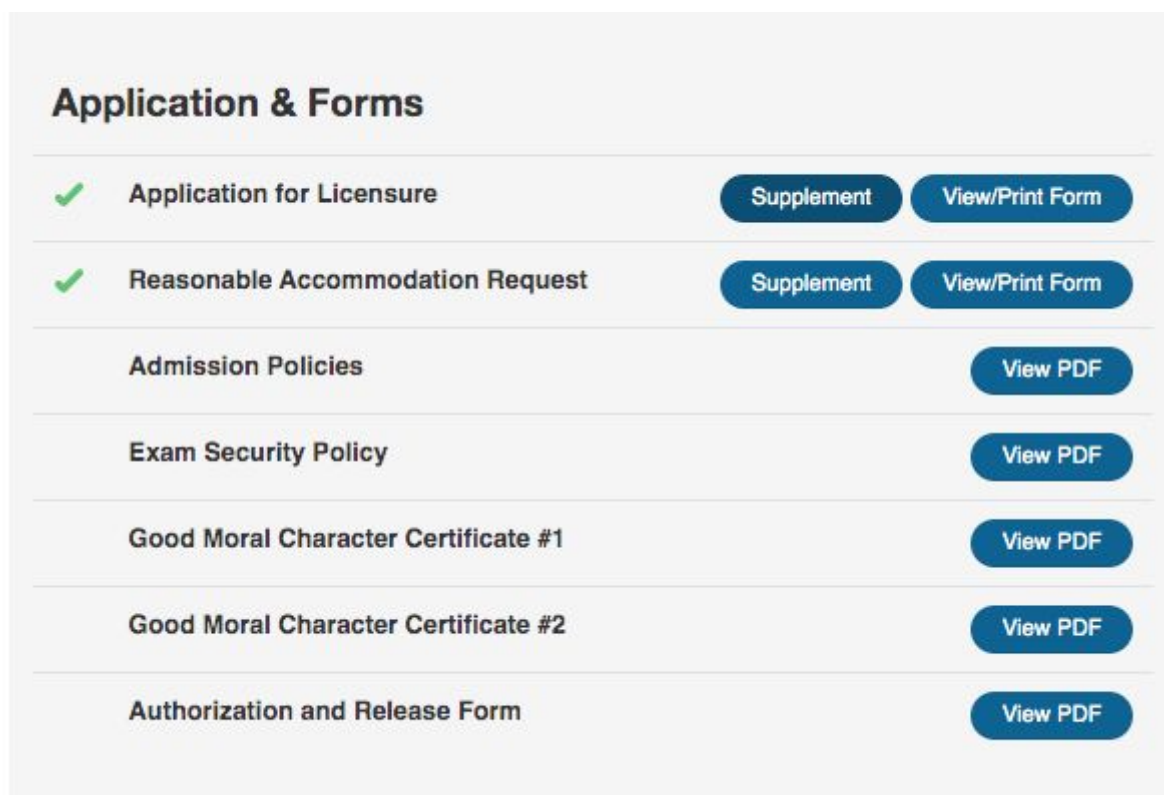 Application & Forms
Application for Licensure Supplement View/Print Form
Reasonable Accommodation Request Supplement View/Print Form
Admission Policies View PDF
Exam Security Policy View PDF
Good Moral Character Certificate #1 View PDF
Good Moral Character Certificate #2 View PDF
Authorization and Release Form View PDF